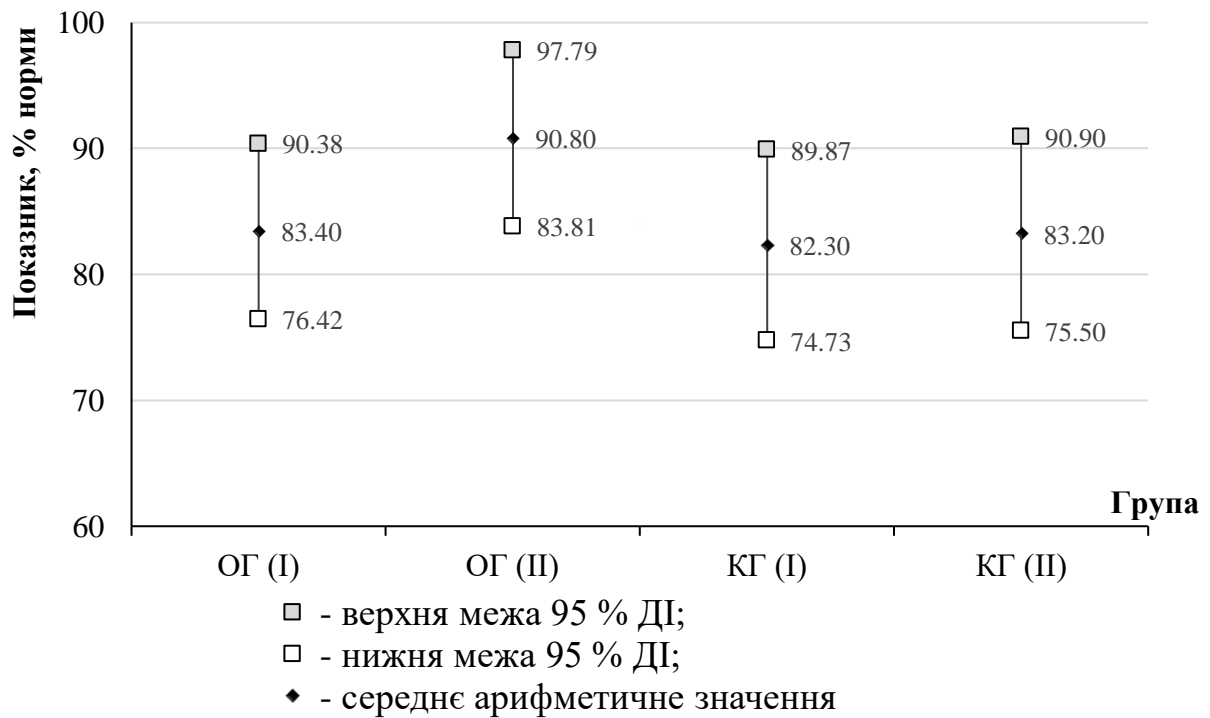 Показник, % норми
100
90
80
70
60
90.38
83.40
76.42
97.79
90.80
83.81
89.87
82.30
74.73
90.90
83.20
75.50
Група
ОГ (І) ОГ (ІІ) КГ (І) КГ (ІІ)
- верхня межа 95 % ДІ;
- нижня межа 95 % ДІ;
- середнє арифметичне значення